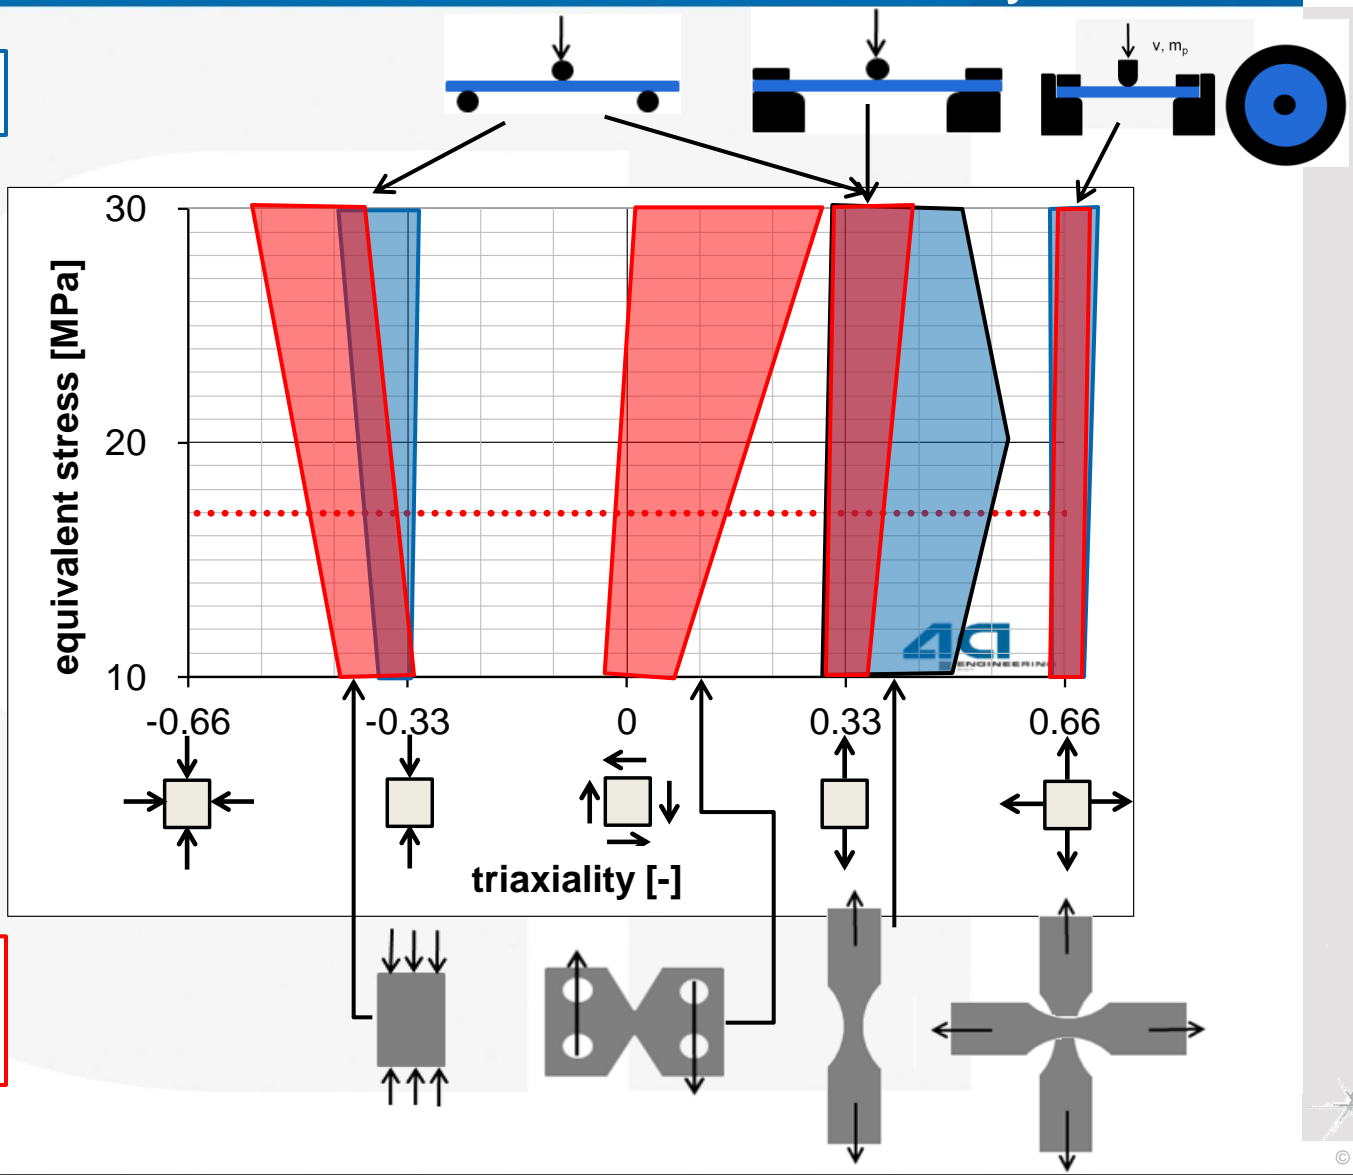 v, mp
30
20
10
equivalent stress [MPa]
4a
ENGINEERING
-0.66
-0.33
0
0.33
0.66
triaxiality [-]
©